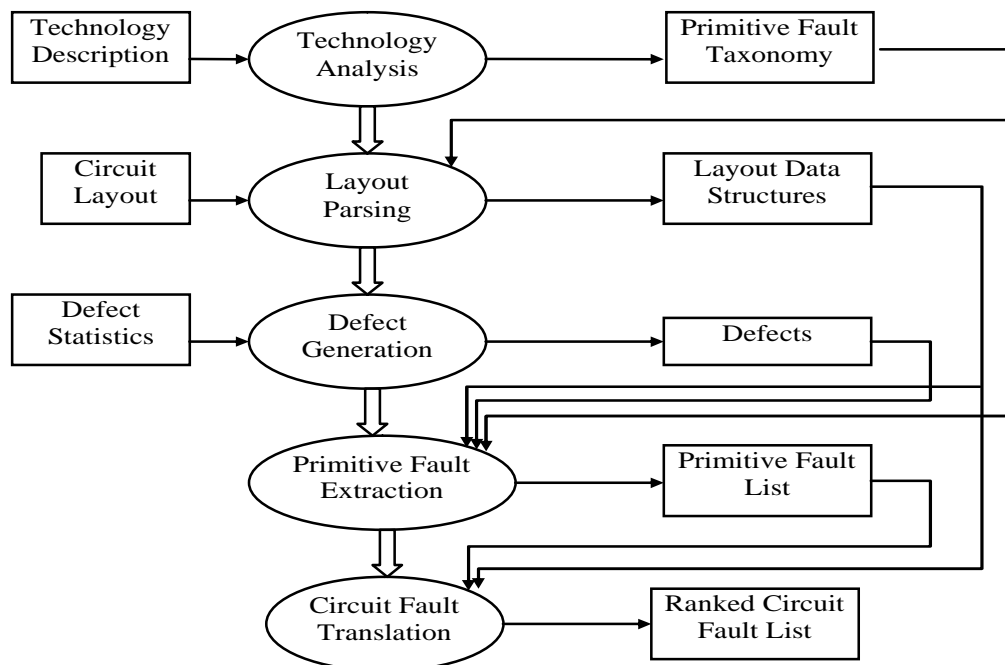 Technology
Description
Technology
Analysis
Primitive Fault
Taxonomy
Circuit
Layout
Layout
Parsing
Layout Data
Structures
Defect
Statistics
Defect
Generation
Defects
Primitive Fault
Extraction
Primitive Fault
List
Circuit Fault
Translation
Ranked Circuit
Fault List